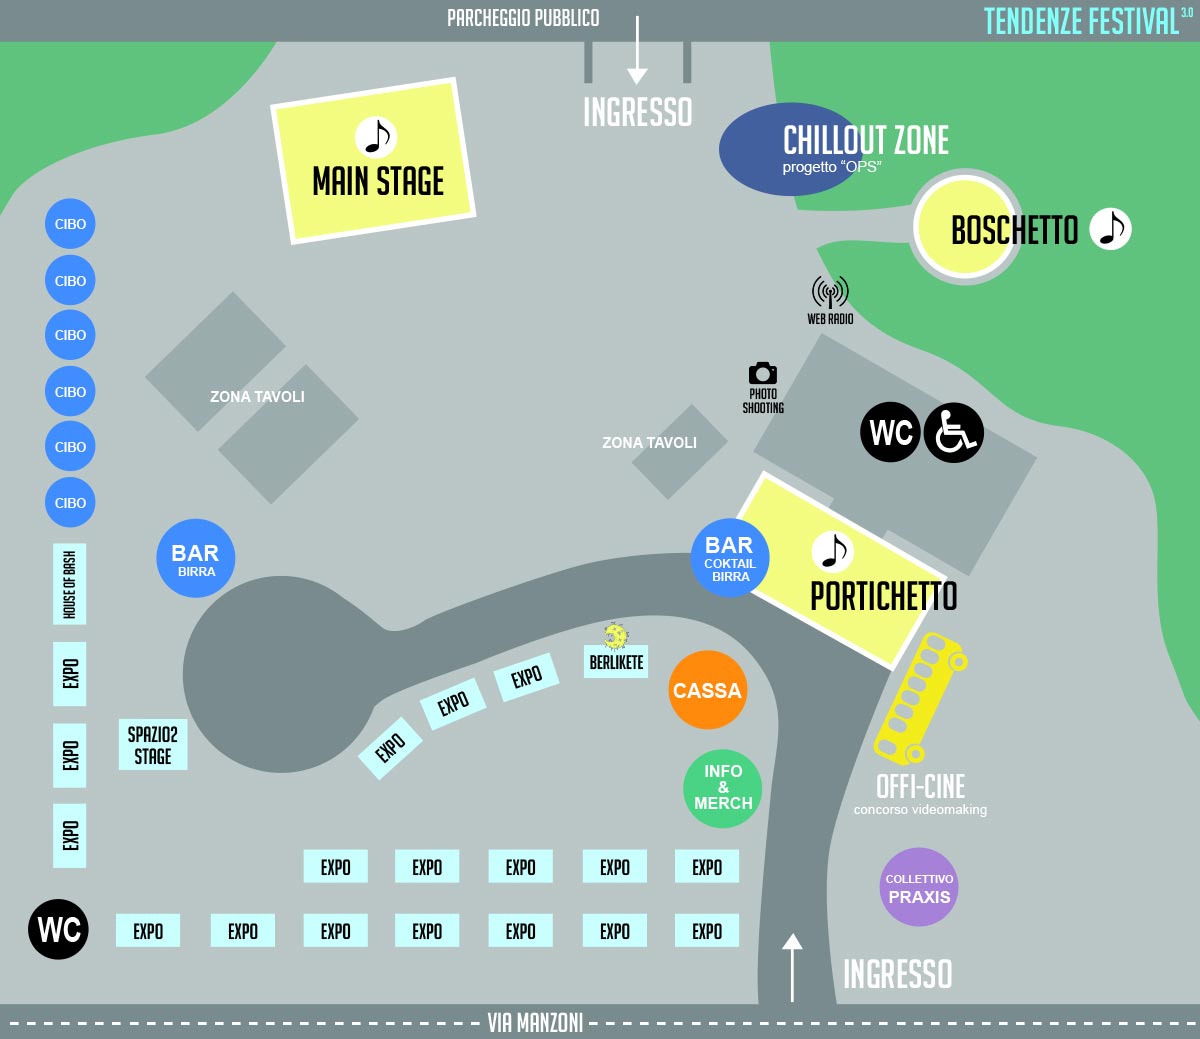 PARCHEGGIO PUBBLICO
TENDENZE FESTIVAL 3.0
INGRESSO
CHILLOUT ZONE
progetto "OPS"
MAIN STAGE
BOSCHETTO
CIBO
CIBO
CIBO
CIBO
CIBO
CIBO
WEB RADIO
PHOTO
SHOOTING
ZONA TAVOLI
ZONA TAVOLI
WC
BAR
BIRRA
BAR
COKTAIL
BIRRA
PORTICHETTO
HOUSE OF BASH
EXPO
EXPO
EXPO
SPAZIO2
STAGE
EXPO
EXPO
EXPO
BERLIKETE
CASSA
INFO
&
MERCH
OFFI-CINE
concorso videomaking
COLLETTIVO
PRAXIS
EXPO
EXPO
EXPO
EXPO
EXPO
WC
EXPO
EXPO
EXPO
EXPO
EXPO
EXPO
EXPO
INGRESSO
VIA MANZONI